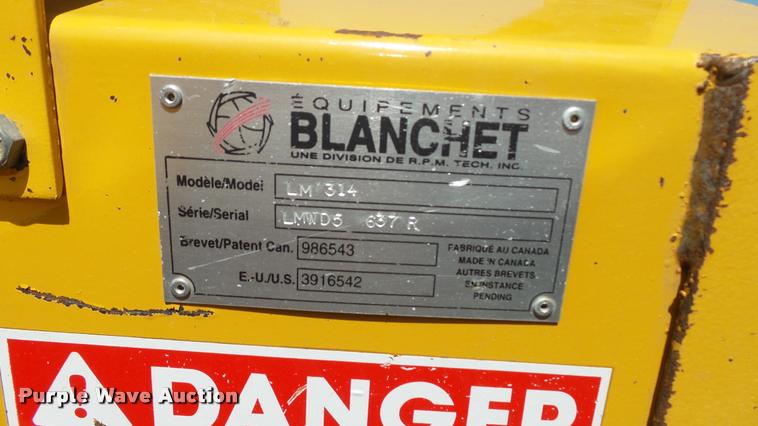 ÉQUIPEMENTS
BLANCHET
UNE DIVISION DE R.P.M. TECH. INC.
Modèle/Model LM 314
Série/Serial LMWD5 637 R
Brevet/Patent Can. 986543
E.-U./U.S. 3916542
FABRIQUÉ AU CANADA
MADE IN CANADA
AUTRES BREVETS
EN INSTANCE
PENDING
DANGER
Purple Wave Auction